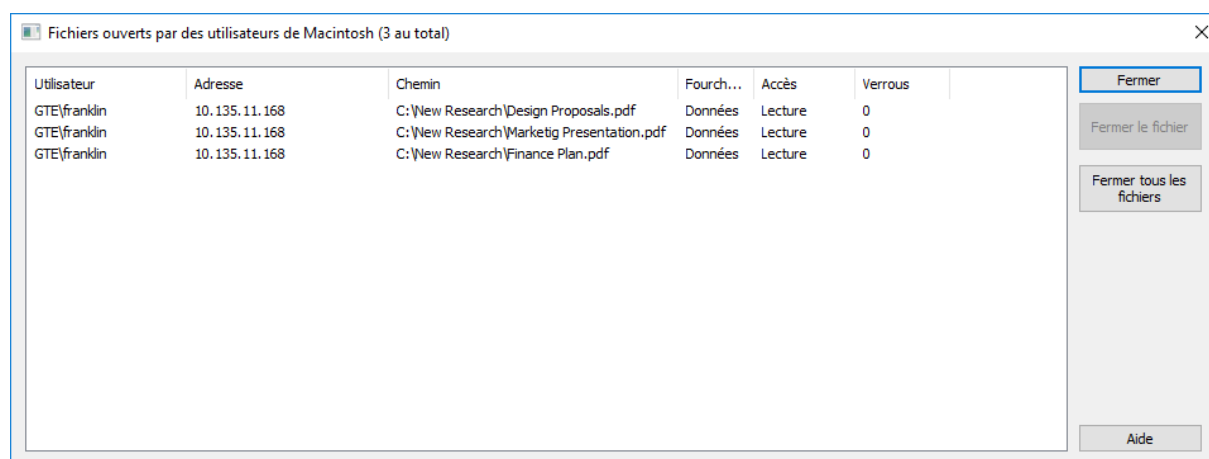 Fichiers ouverts par des utilisateurs de Macintosh (3 au total)
Utilisateur Adresse Chemin Fourch... Accès Verrous
GTE\franklin 10.135.11.168 C:\New Research\Design Proposals.pdf Données Lecture 0
GTE\franklin 10.135.11.168 C:\New Research\Marketig Presentation.pdf Données Lecture 0
GTE\franklin 10.135.11.168 C:\New Research\Finance Plan.pdf Données Lecture 0
Fermer
Fermer le fichier
Fermer tous les
fichiers
Aide